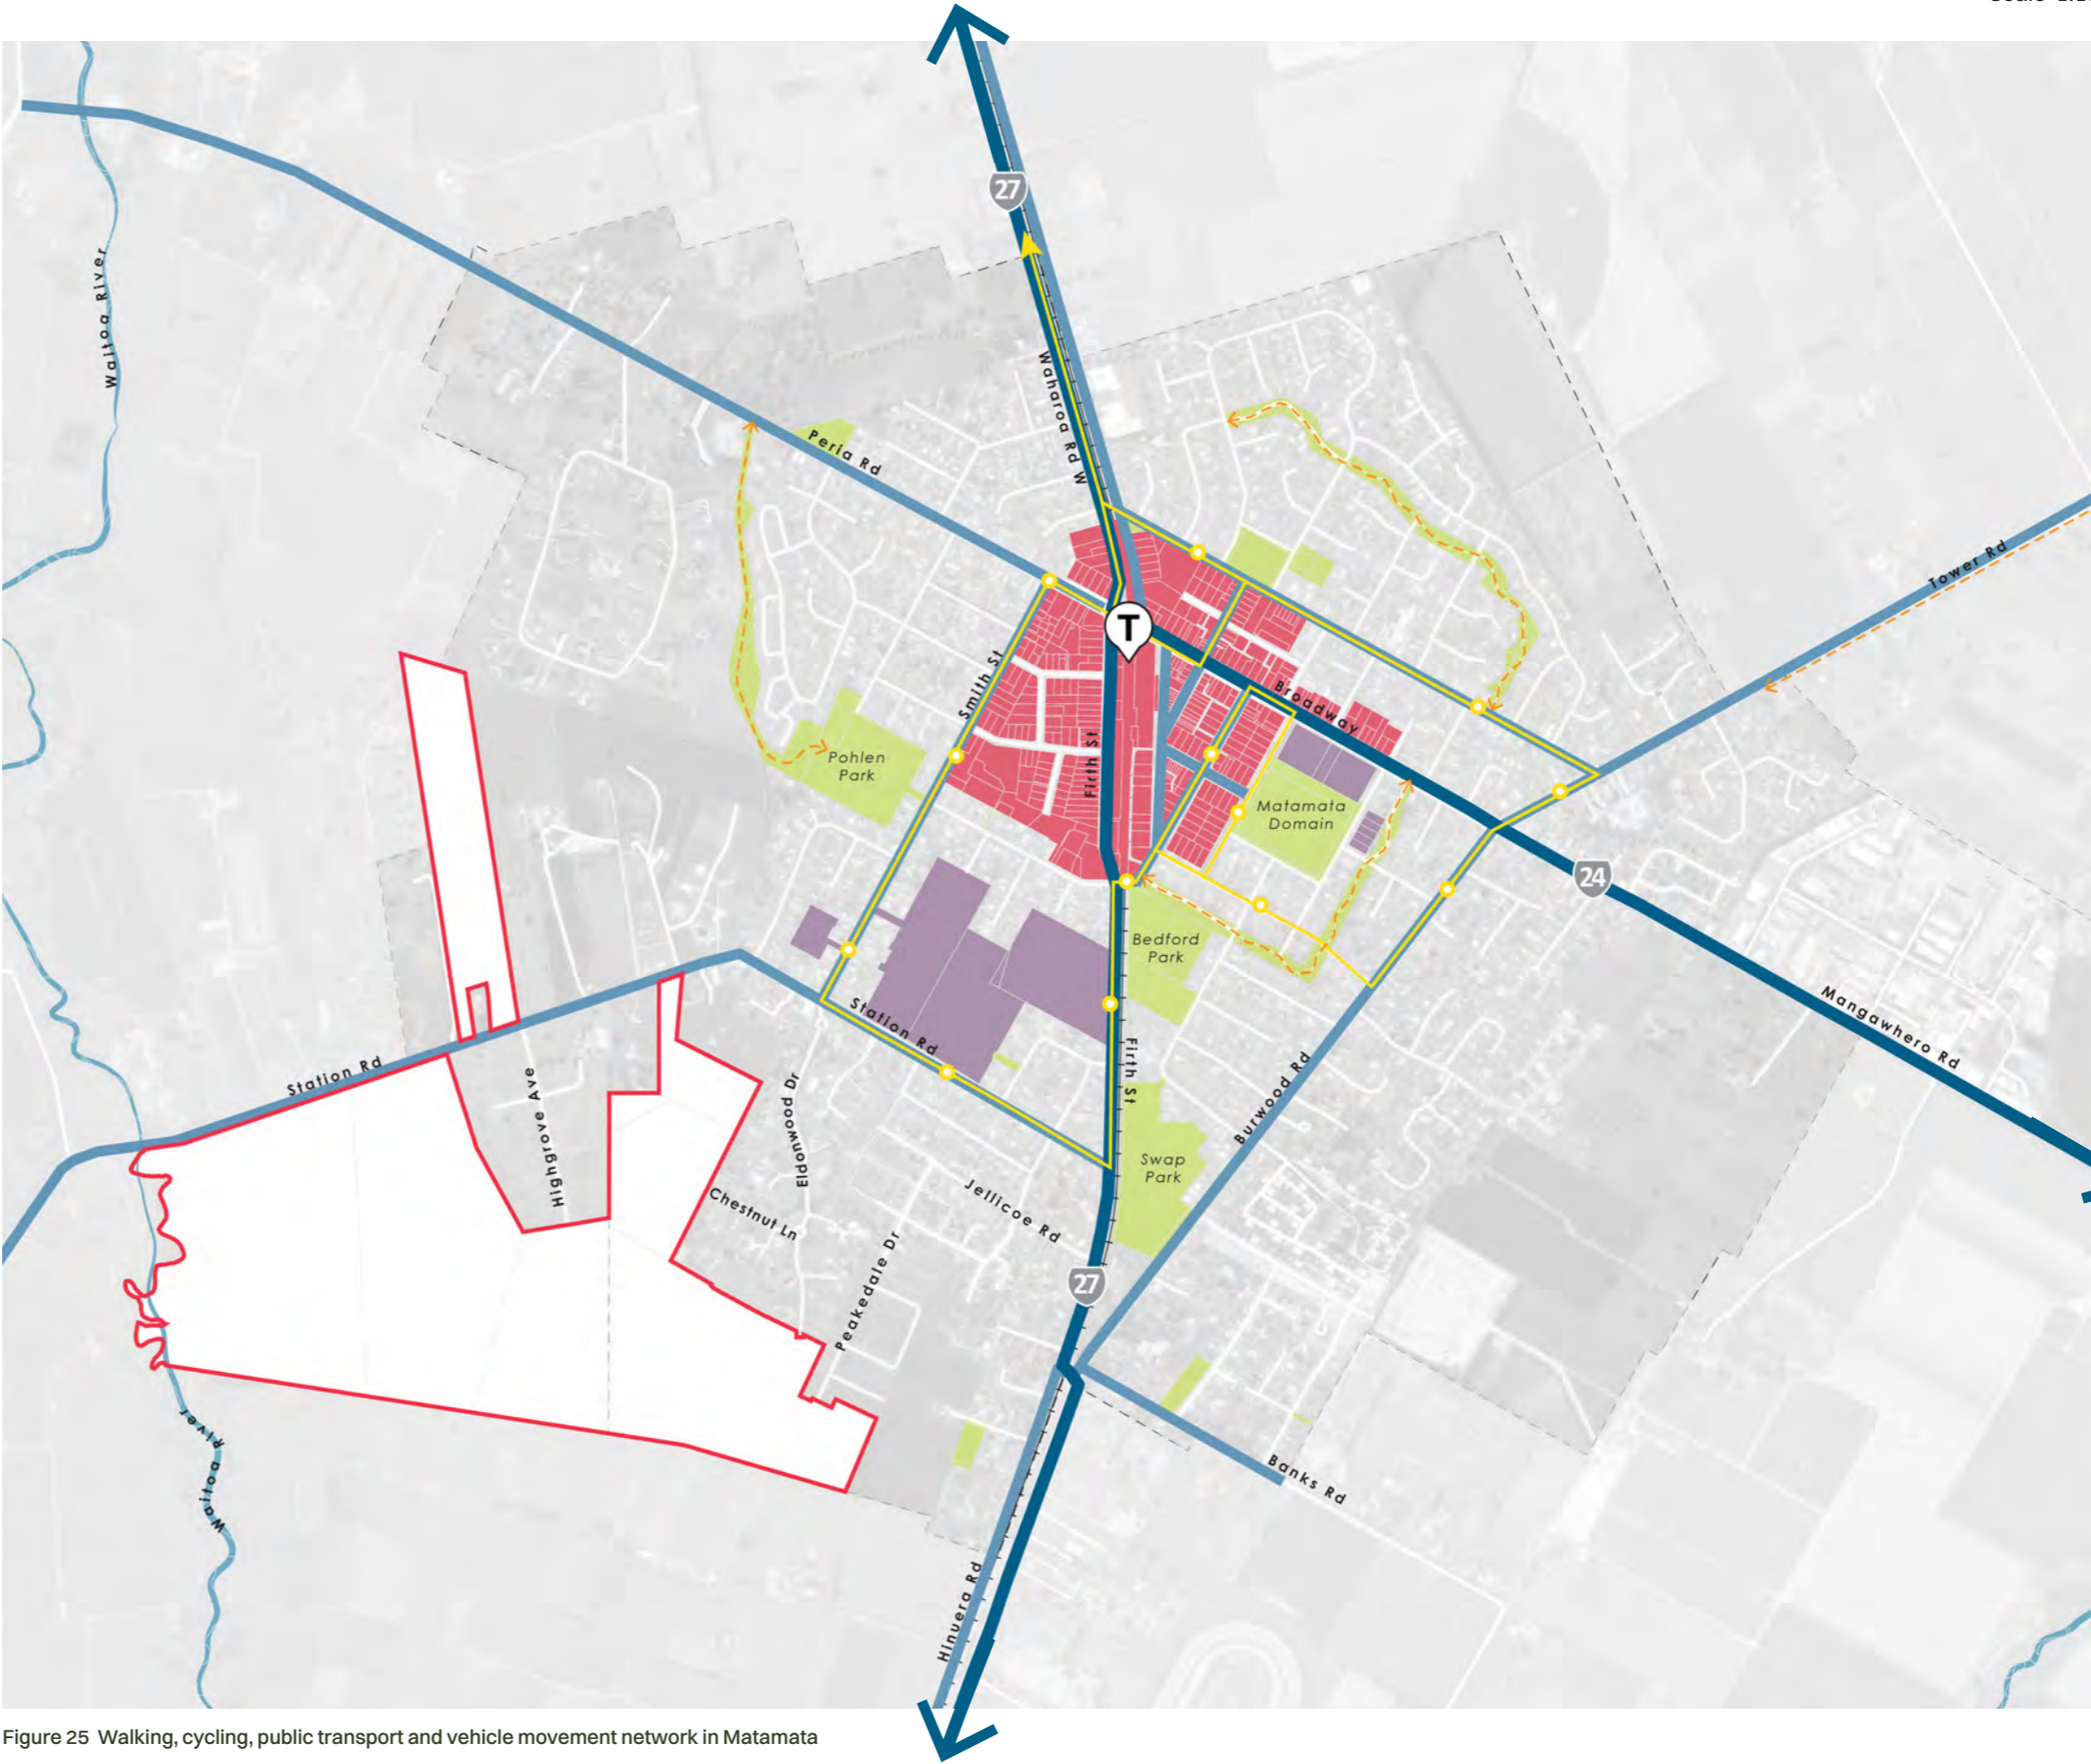 27
Waitoa River
Waharoa Rd W
Peria Rd
Tower Rd
T
Smith St
Broadway
Firth St
Pohlen
Park
Matamata
Domain
24
Bedford
Park
Mangawhero Rd
Station Rd
Firth St
Station Rd
Burwood Rd
Highgrove Ave
Eldonwood Dr
Swap
Park
Jellicoe Rd
Chestnut Ln
Peakedale Dr
27
Waitoa River
Banks Rd
Hinuera Rd
Figure 25 Walking, cycling, public transport and vehicle movement network in Matamata